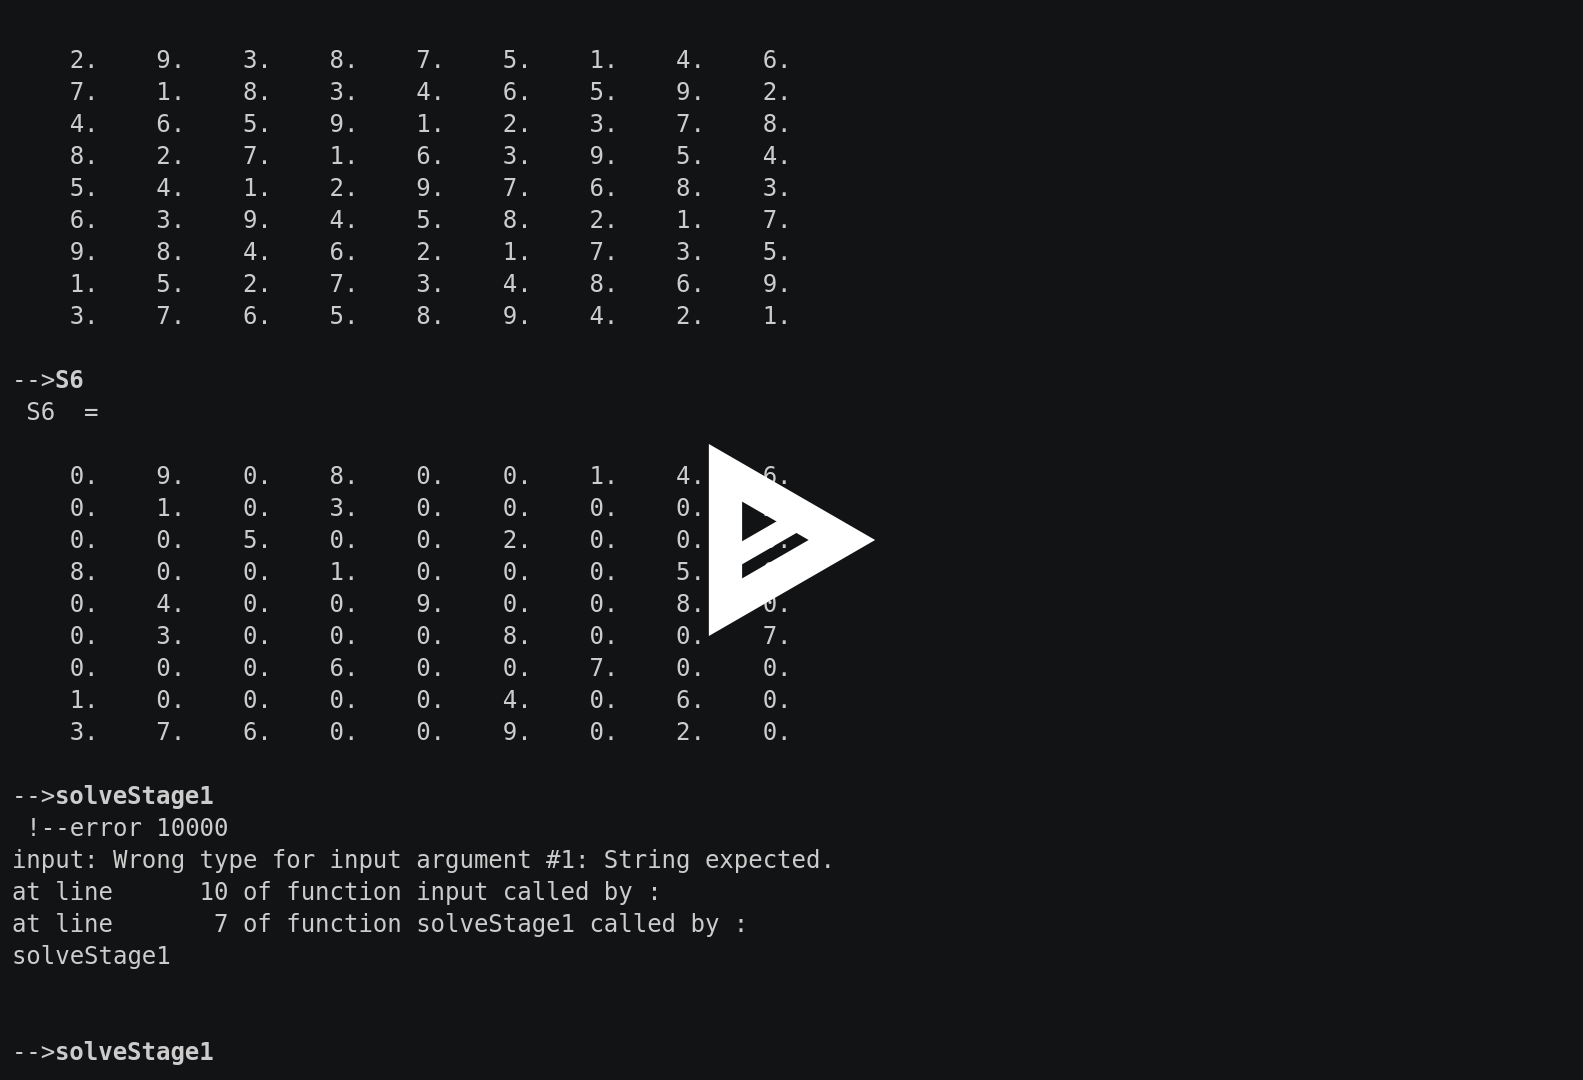 2. 9. 3. 8. 7. 5. 1. 4. 6.
7. 1. 8. 3. 4. 6. 5. 9. 2.
4. 6. 5. 9. 1. 2. 3. 7. 8.
8. 2. 7. 1. 6. 3. 9. 5. 4.
5. 4. 1. 2. 9. 7. 6. 8. 3.
6. 3. 9. 4. 5. 8. 2. 1. 7.
9. 8. 4. 6. 2. 1. 7. 3. 5.
1. 5. 2. 7. 3. 4. 8. 6. 9.
3. 7. 6. 5. 8. 9. 4. 2. 1.
-->S6
S6 =
0. 9. 0. 8. 0. 0. 1. 4. 6.
0. 1. 0. 3. 0. 0. 0. 0.
0. 0. 5. 0. 0. 2. 0. 0.
8. 0. 0. 1. 0. 0. 0. 5.
0. 4. 0. 0. 9. 0. 0. 8. 0.
0. 3. 0. 0. 0. 8. 0. 0. 7.
0. 0. 0. 6. 0. 0. 7. 0. 0.
1. 0. 0. 0. 0. 4. 0. 6. 0.
3. 7. 6. 0. 0. 9. 0. 2. 0.
-->solveStage1
!--error 10000
input: Wrong type for input argument #1: String expected.
at line 10 of function input called by :
at line 7 of function solveStage1 called by :
solveStage1
-->solveStage1